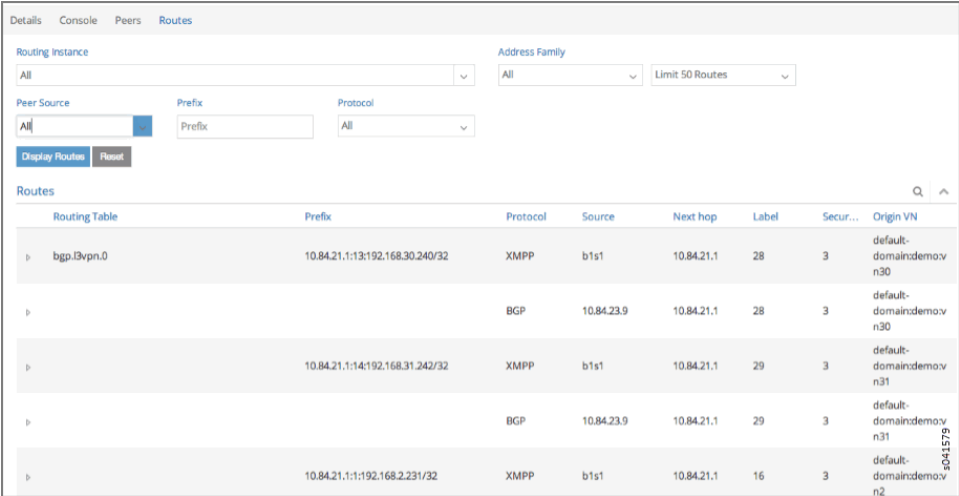 Details Console Peers Routes
Routing Instance Address Family
All All Limit 50 Routes
Peer Source Prefix Protocol
All Prefix All
Display Routes Reset
Routes
Routing Table Prefix Protocol Source Next hop Label Secur... Origin VN
bgp.l3vpn.0 10.84.21.1:13:192.168.30.240/32 XMPP b1s1 10.84.21.1 28 3 default-
domain:demo:v
n30
BGP 10.84.23.9 10.84.21.1 28 3 default-
domain:demo:v
n30
10.84.21.1:14:192.168.31.242/32 XMPP b1s1 10.84.21.1 29 3 default-
domain:demo:v
n31
BGP 10.84.23.9 10.84.21.1 29 3 default-
domain:demo:v
n31
10.84.21.1:1:192.168.2.231/32 XMPP b1s1 10.84.21.1 16 3 default-
domain:demo:v
n2
s041579